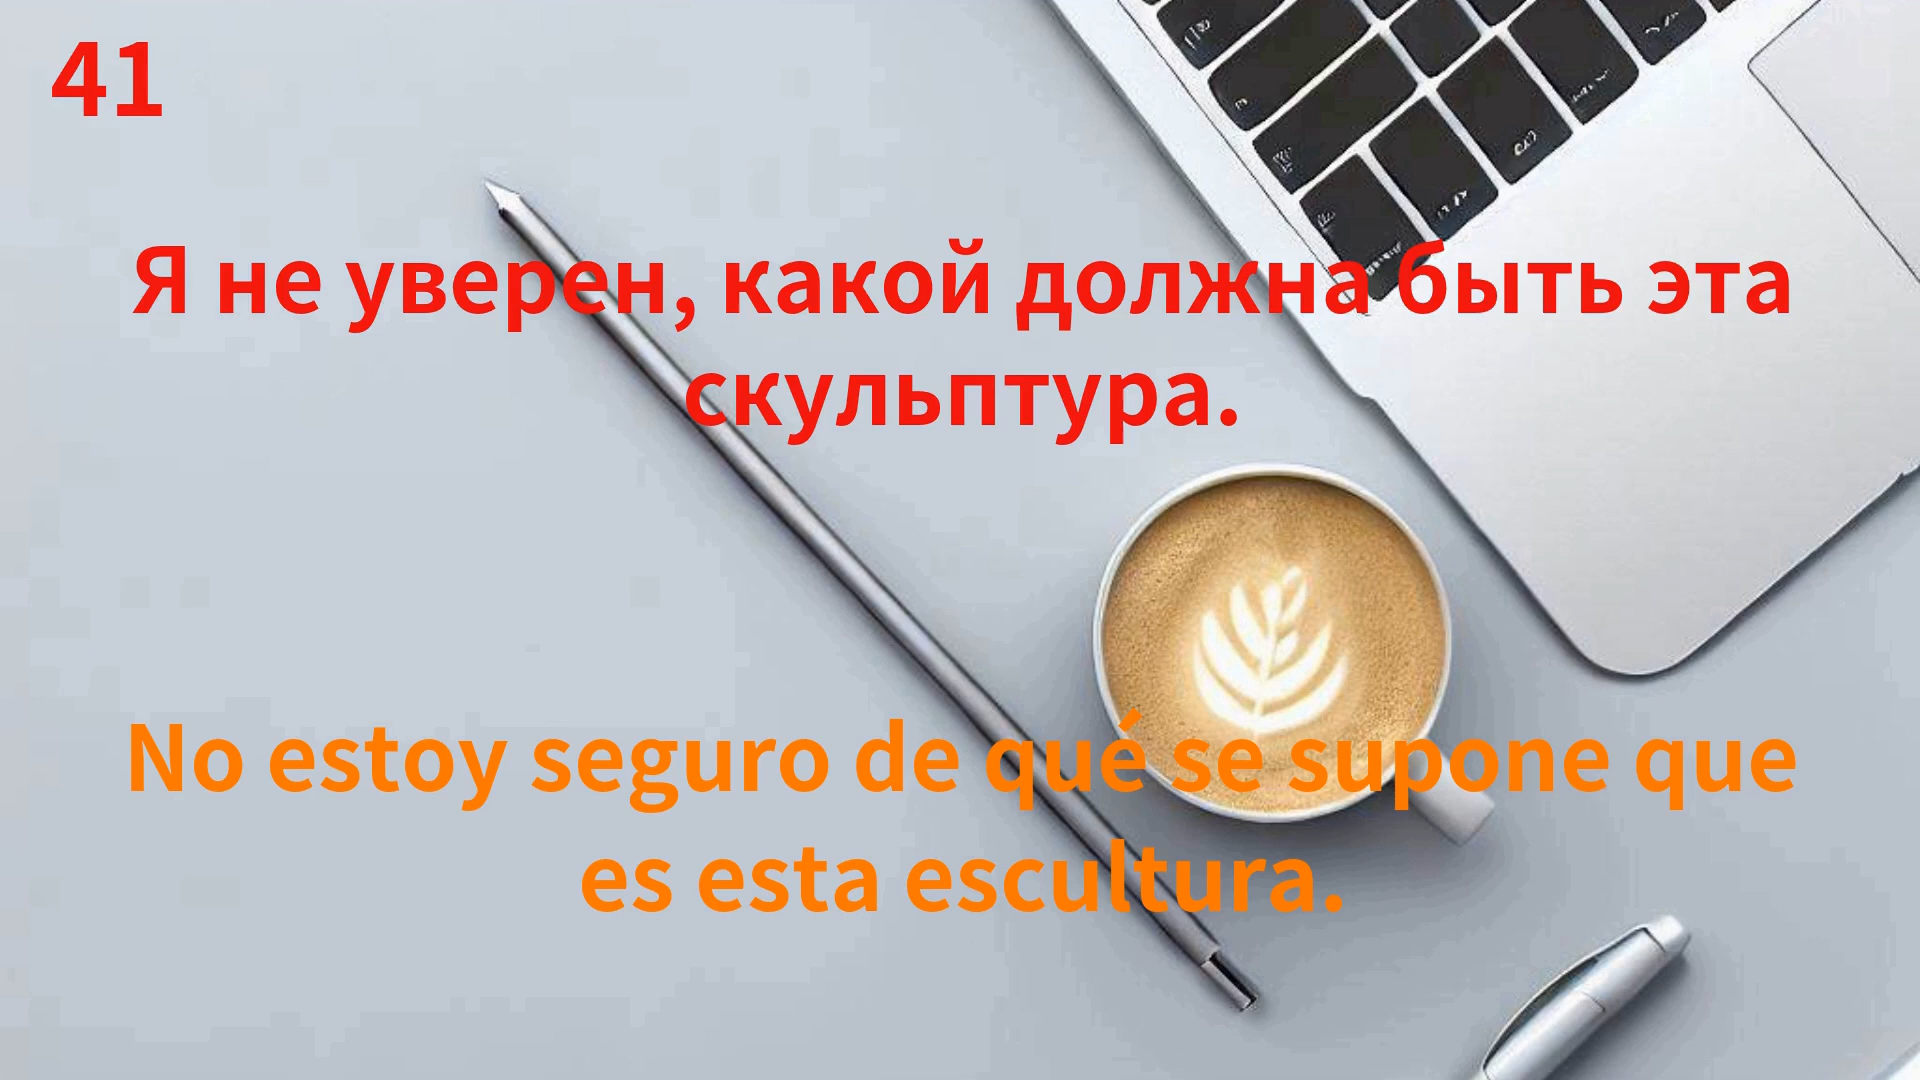 41
Я не уверен, какой должна быть эта
скульптура.
No estoy seguro de qué se supone que
es esta escultura.